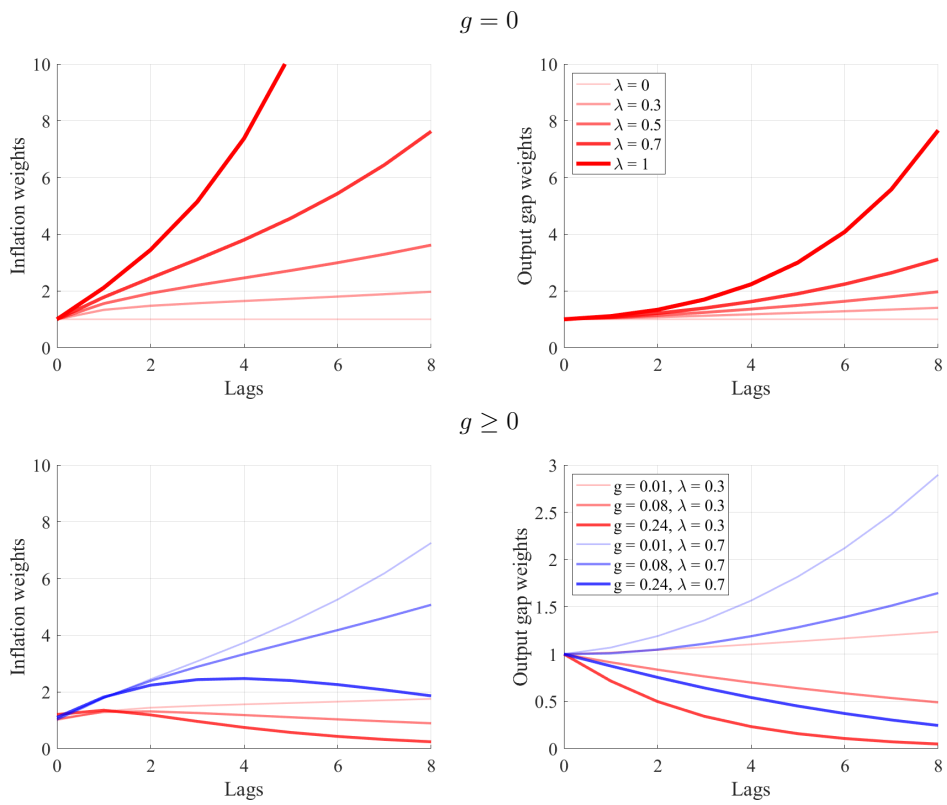 g = 0
Inflation weights
10
8
6
4
2
0
0 2 4 6 8
Lags
Output gap weights
10
8
6
4
2
0
λ = 0
λ = 0.3
λ = 0.5
λ = 0.7
λ = 1
0 2 4 6 8
Lags
g ≥ 0
Inflation weights
10
8
6
4
2
0
0 2 4 6 8
Lags
Output gap weights
3
2.5
2
1.5
1
0.5
0
g = 0.01, λ = 0.3
g = 0.08, λ = 0.3
g = 0.24, λ = 0.3
g = 0.01, λ = 0.7
g = 0.08, λ = 0.7
g = 0.24, λ = 0.7
0 2 4 6 8
Lags